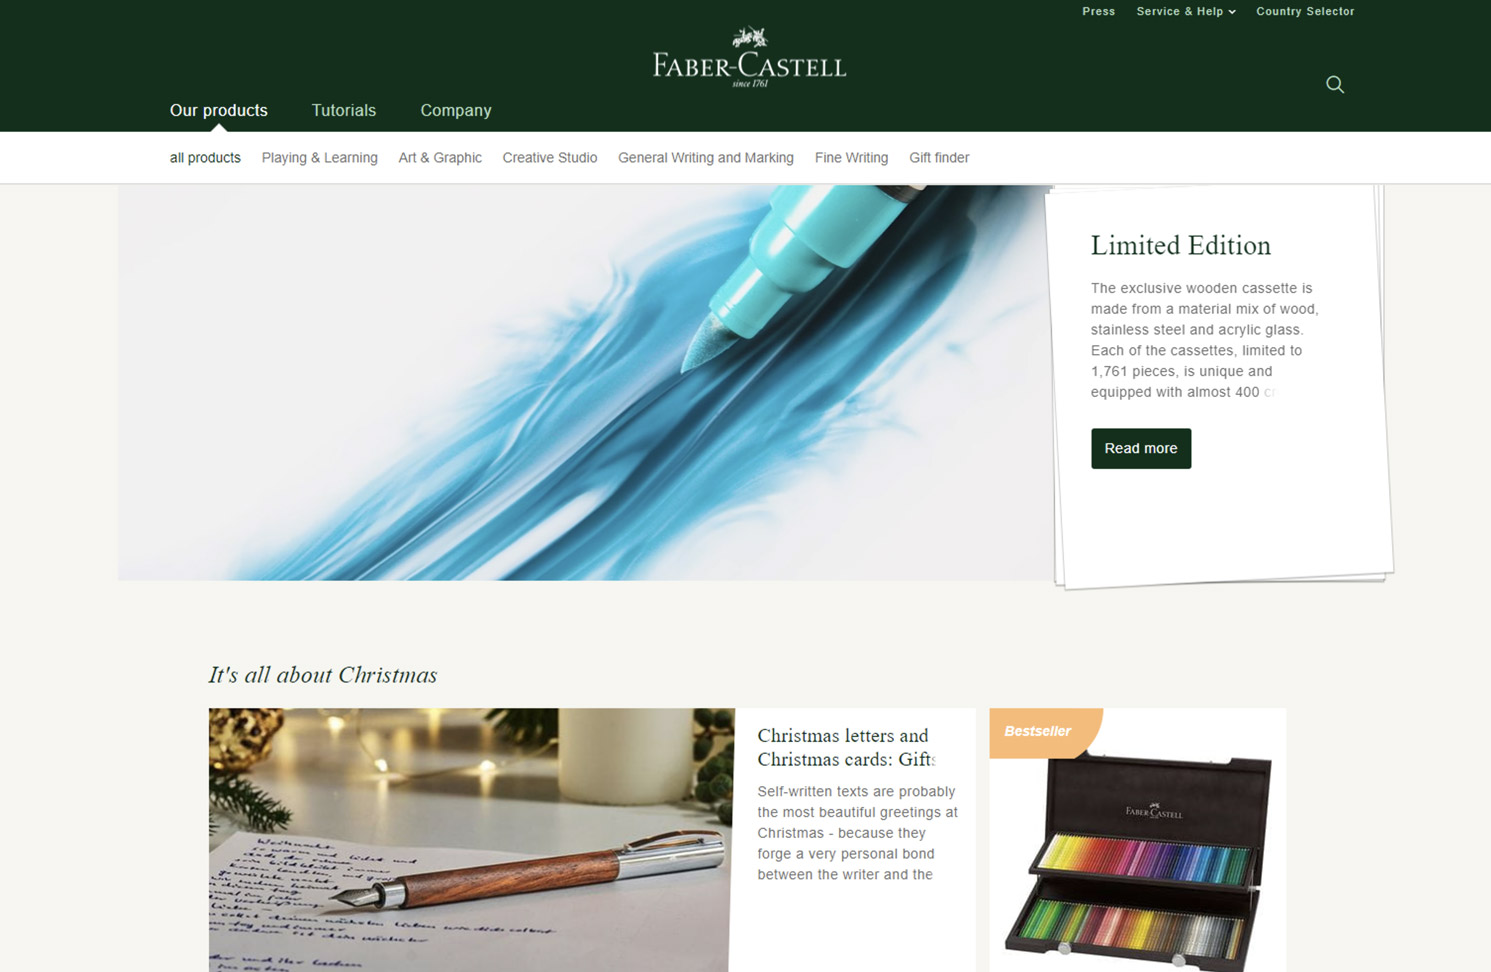 Press Service & Help Country Selector
FABER-CASTELL
since 1761
Our products Tutorials Company
all products Playing & Learning Art & Graphic Creative Studio General Writing and Marking Fine Writing Gift finder
Limited Edition
The exclusive wooden cassette is
made from a material mix of wood,
stainless steel and acrylic glass.
Each of the cassettes, limited to
1,761 pieces, is unique and
equipped with almost 400
Read more
It's all about Christmas
Christmas letters and
Christmas cards: Gifts
Self-written texts are probably
the most beautiful greetings at
Christmas - because they
forge a very personal bond
between the writer and the
Bestseller
FABER-CASTELL
Weihnacht